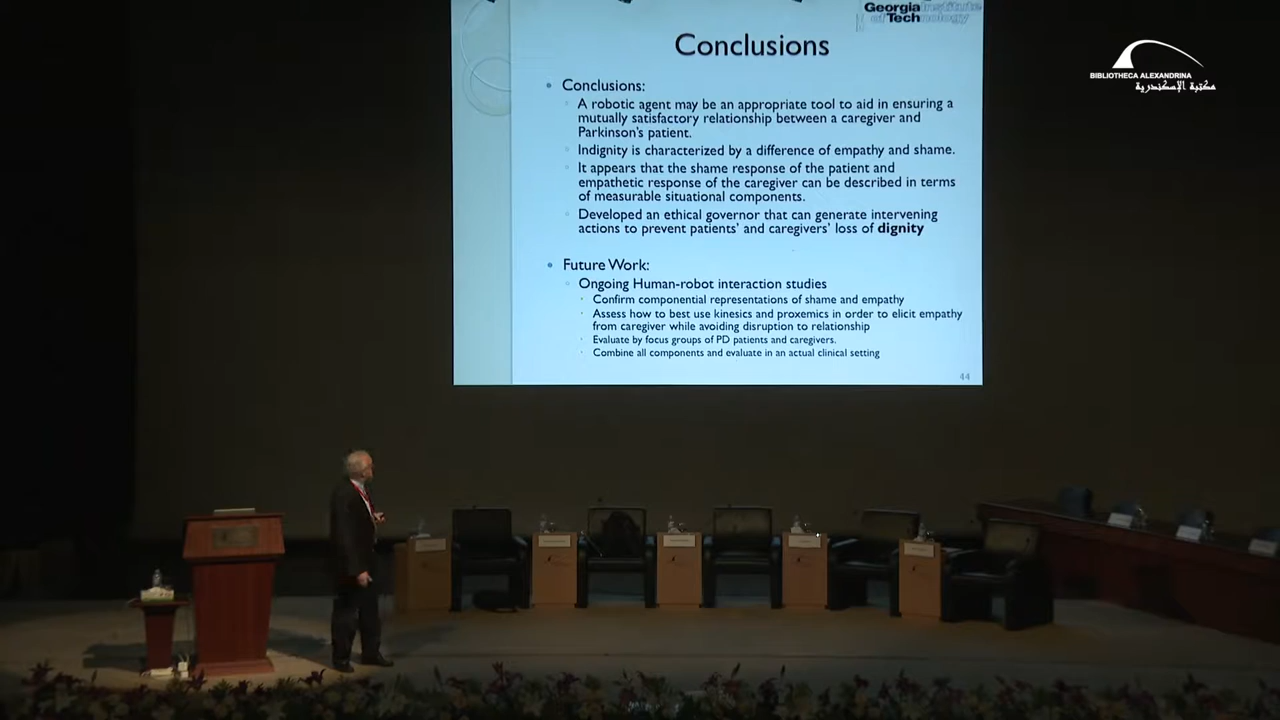 Georgia Institute
of Technology
BIBLIOTHECA ALEXANDRINA
مكتبة الإسكندرية
Conclusions
Conclusions:
A robotic agent may be an appropriate tool to aid in ensuring a
mutually satisfactory relationship between a caregiver and
Parkinson's patient.
Indignity is characterized by a difference of empathy and shame.
It appears that the shame response of the patient and
empathetic response of the caregiver can be described in terms
of measurable situational components.
Developed an ethical governor that can generate intervening
actions to prevent patients' and caregivers' loss of dignity
Future Work:
Ongoing Human-robot interaction studies
Confirm componential representations of shame and empathy
Assess how to best use kinesics and proxemics in order to elicit empathy
from caregiver while avoiding disruption to relationship
Evaluate by focus groups of PD patients and caregivers.
Combine all components and evaluate in an actual clinical setting
44